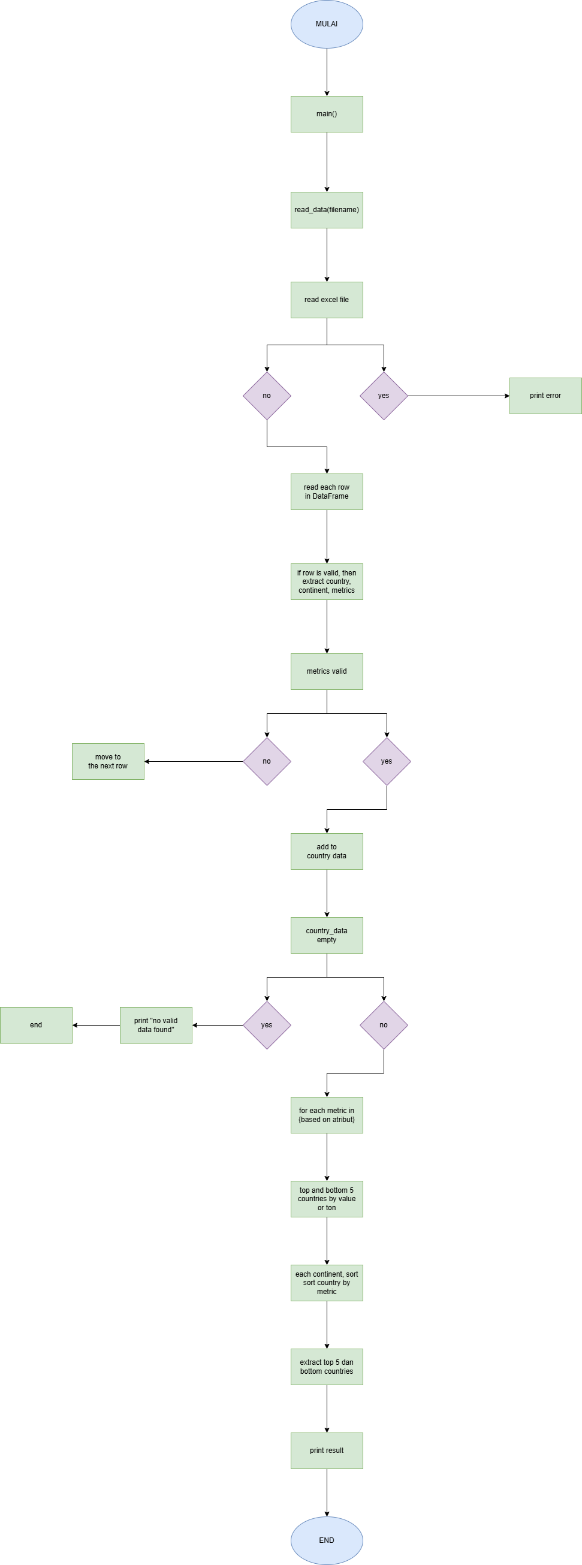 MULAI
main()
read_data(filename)
read excel file
no
yes
print error
read each row
in DataFrame
if row is valid, then
extract country,
continent, metrics
metrics valid
move to
the next row
no
yes
add to
country data
country_data
empty
end
print "no valid
data found"
yes
no
for each metric in
(based on atribut)
top and bottom 5
countries by value
or ton
each continent, sort
sort country by
metric
extract top 5 dan
bottom countries
print result
END